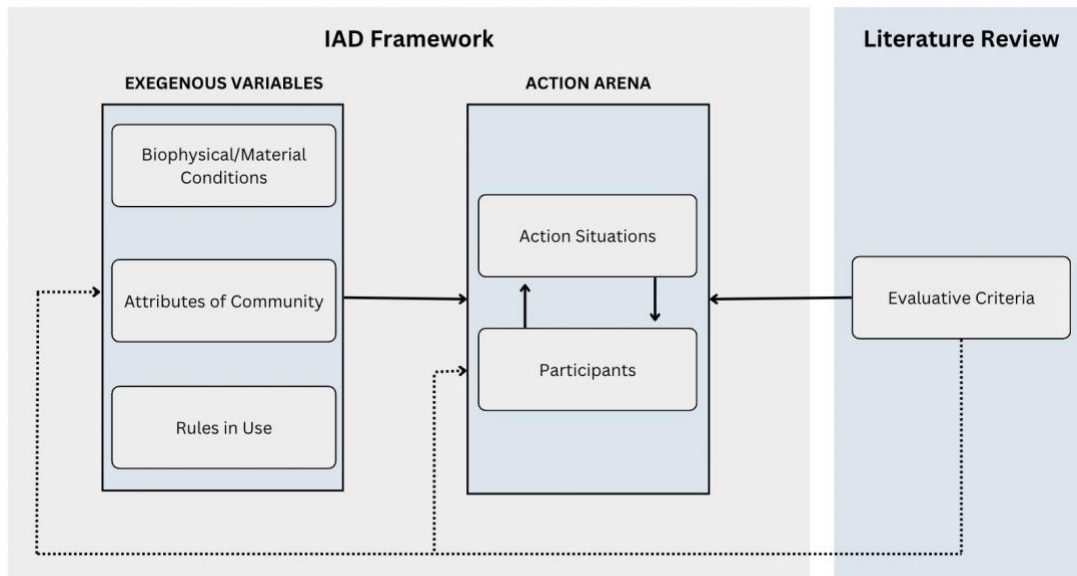 IAD Framework
Literature Review
EXEGENOUS VARIABLES
ACTION ARENA
Biophysical/Material
Conditions
Attributes of Community
Rules in Use
Action Situations
Participants
Evaluative Criteria